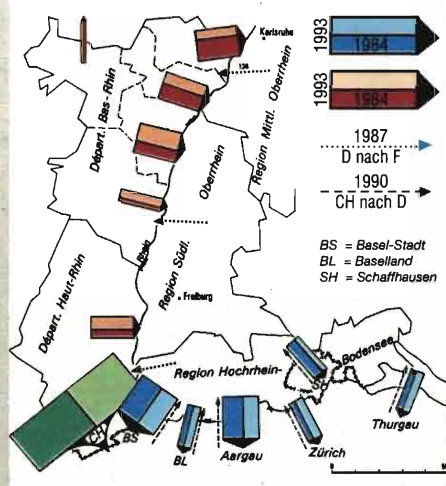 Karlsruhe
Départ. Bas-Rhin
Region Mittl. Oberrhein
Oberrhein
Region Südl.
Rhein
Freiburg
Départ. Haut-Rhin
Region Hochrhein-
Bodensee
CH
BS
BL
Aargau
Zürich
SH
Thurgau
1993
1984
1993
1984
1987
D nach F
1990
CH nach D
BS = Basel-Stadt
BL = Baselland
SH = Schaffhausen